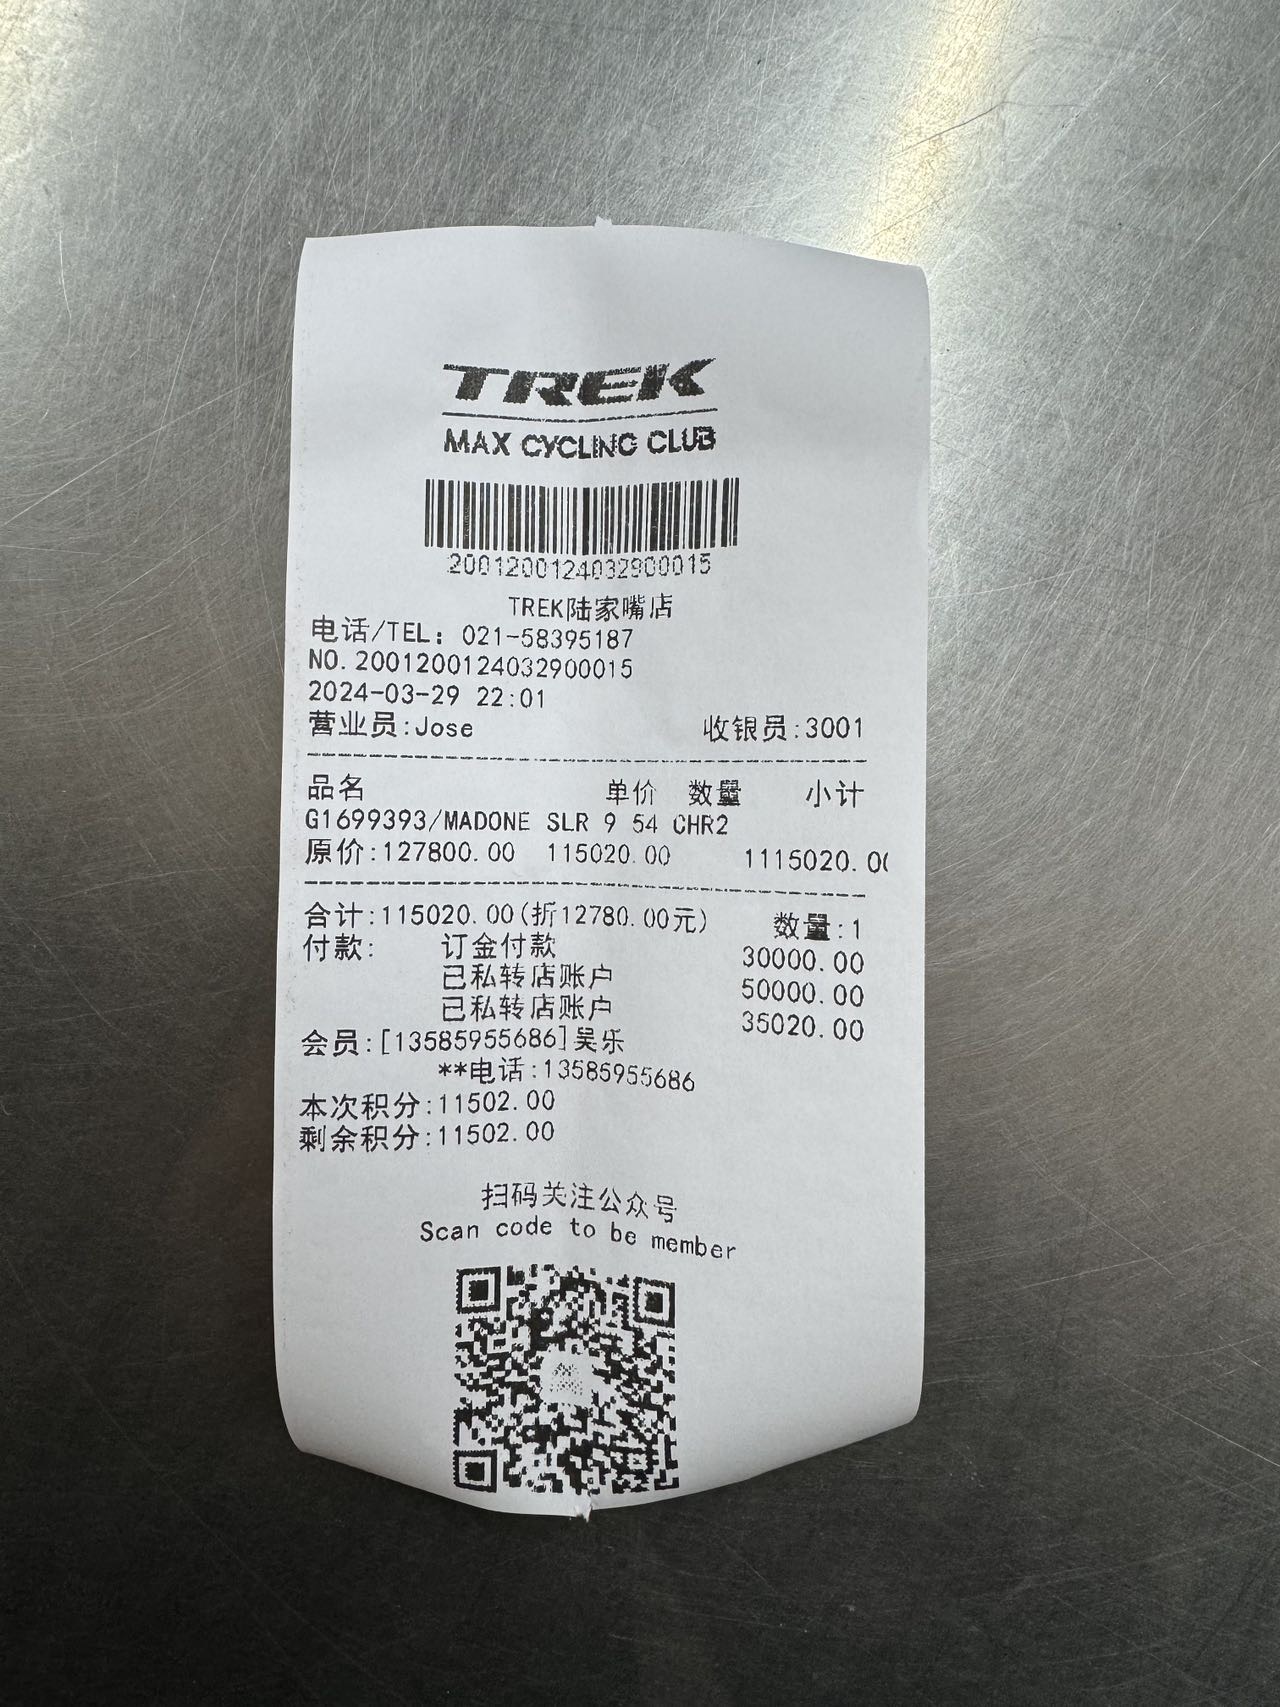 TREK
MAX CYCLING CLUB
2001200124032900015
TREK陆家嘴店
电话/TEL: 021-58395187
NO.2001200124032900015
2024-03-29 22:01
营业员:Jose 收银员:3001
品名 单价 数量 小计
G1699393/MADONE SLR 9 54 CHR2
原价:127800.00 115020.00 1115020.00
合计:115020.00(折12780.00元) 数量:1
付款: 订金付款 30000.00
已私转店账户 50000.00
已私转店账户 35020.00
会员:[13585955686]吴乐
**电话:13585955686
本次积分:11502.00
剩余积分:11502.00
扫码关注公众号
Scan code to be member